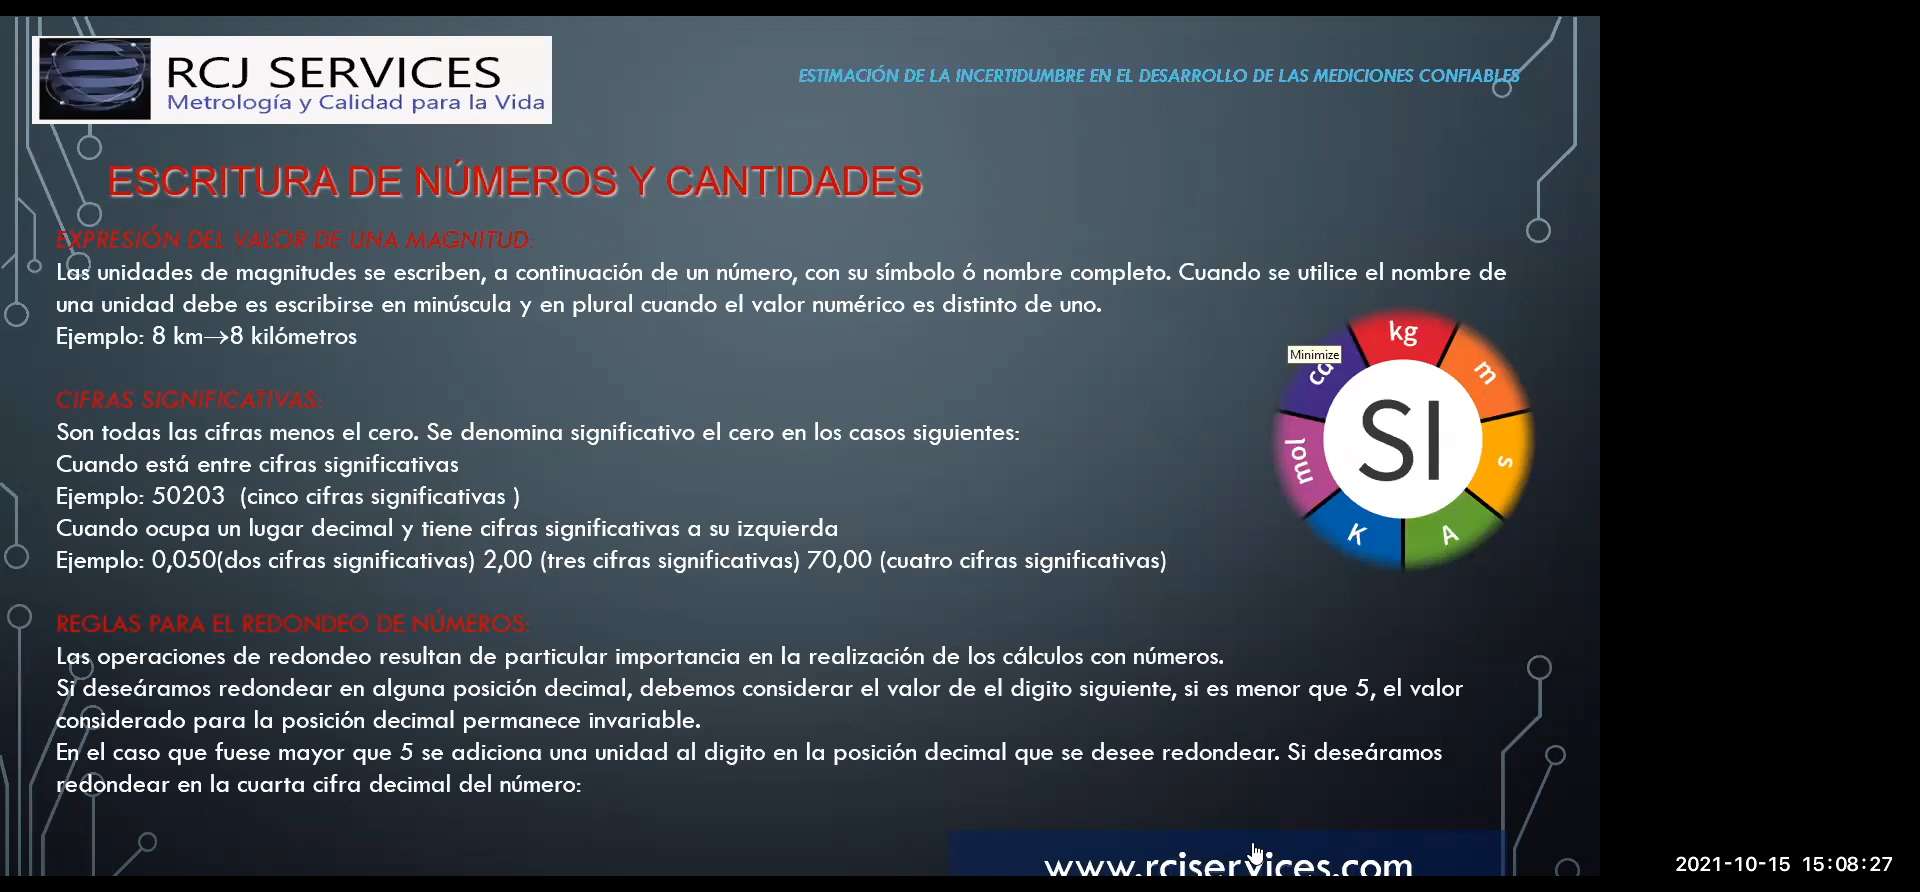 RCJ SERVICES
Metrología y Calidad para la Vida
ESTIMACIÓN DE LA INCERTIDUMBRE EN EL DESARROLLO DE LAS MEDICIONES CONFIABLES
ESCRITURA DE NÚMEROS Y CANTIDADES
EXPRESIÓN DEL VALOR DE UNA MAGNITUD:
Las unidades de magnitudes se escriben, a continuación de un número, con su símbolo ó nombre completo. Cuando se utilice el nombre de
una unidad debe es escribirse en minúscula y en plural cuando el valor numérico es distinto de uno.
Ejemplo: 8 km→8 kilómetros
kg
Minimize
cd
m
CIFRAS SIGNIFICATIVAS:
Son todas las cifras menos el cero. Se denomina significativo el cero en los casos siguientes:
SI
Cuando está entre cifras significativas
mol
s
Ejemplo: 50203 (cinco cifras significativas )
Cuando ocupa un lugar decimal y tiene cifras significativas a su izquierda
K
A
Ejemplo: 0,050(dos cifras significativas) 2,00 (tres cifras significativas) 70,00 (cuatro cifras significativas)
REGLAS PARA EL REDONDEO DE NÚMEROS:
Las operaciones de redondeo resultan de particular importancia en la realización de los cálculos con números.
Si deseáramos redondear en alguna posición decimal, debemos considerar el valor de el digito siguiente, si es menor que 5, el valor
considerado para la posición decimal permanece invariable.
En el caso que fuese mayor que 5 se adiciona una unidad al digito en la posición decimal que se desee redondear. Si deseáramos
redondear en la cuarta cifra decimal del número:
www.rcjservices.com
2021-10-15 15:08:27